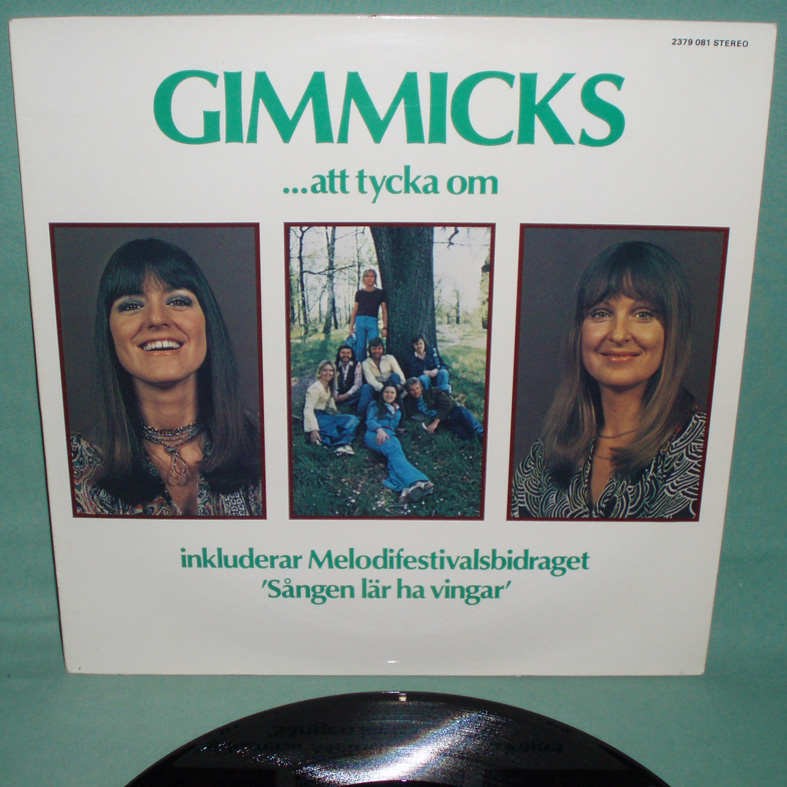 2379 081 STEREO
GIMMICKS
...att tycka om
inkluderar Melodifestivalsbidraget
'Sången lär ha vingar'